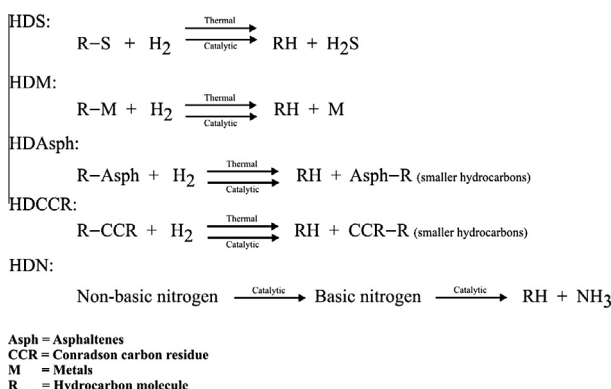 HDS:
Thermal
R–S + H2 RH + H2S
Catalytic
HDM:
Thermal
R–M + H2 RH + M
Catalytic
HDAsph:
Thermal
R–Asph + H2 RH + Asph–R (smaller hydrocarbons)
Catalytic
HDCCR:
Thermal
R–CCR + H2 RH + CCR–R (smaller hydrocarbons)
Catalytic
HDN:
Catalytic Catalytic
Non-basic nitrogen Basic nitrogen RH + NH3
Asph = Asphaltenes
CCR = Conradson carbon residue
M = Metals
R = Hydrocarbon molecule